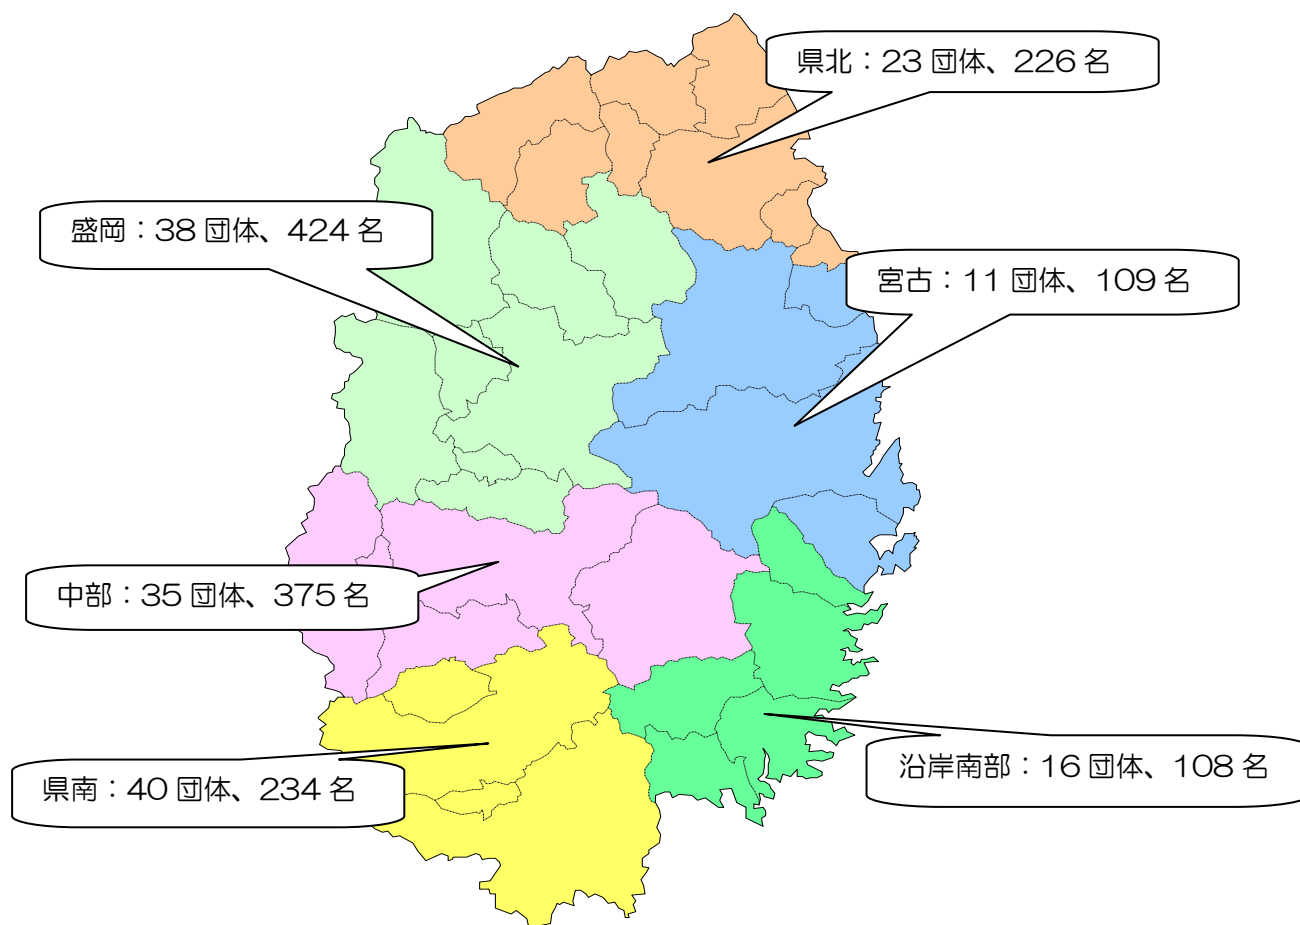 県北：23 団体、226 名
盛岡：38 団体、424 名
宮古：11 団体、109 名
中部：35 団体、375 名
沿岸南部：16 団体、108 名
県南：40 団体、234 名